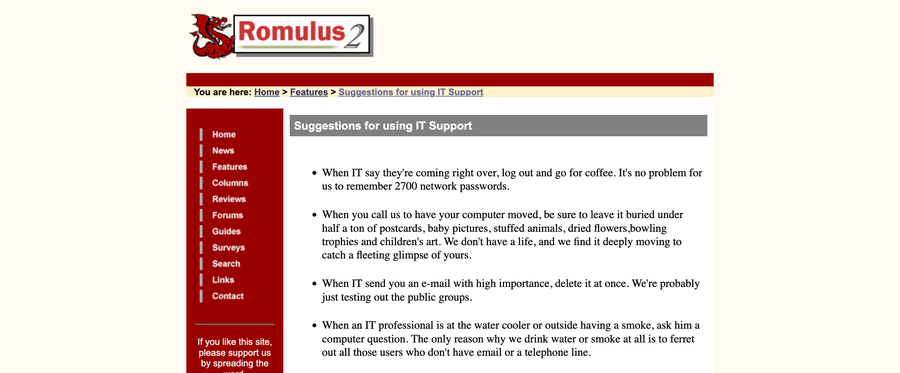 Romulus 2
You are here: Home > Features > Suggestions for using IT Support
Home
News
Features
Columns
Reviews
Forums
Guides
Surveys
Search
Links
Contact
If you like this site,
please support us
by spreading the
Suggestions for using IT Support
• When IT say they're coming right over, log out and go for coffee. It's no problem for
us to remember 2700 network passwords.
• When you call us to have your computer moved, be sure to leave it buried under
half a ton of postcards, baby pictures, stuffed animals, dried flowers,bowling
trophies and children's art. We don't have a life, and we find it deeply moving to
catch a fleeting glimpse of yours.
• When IT send you an e-mail with high importance, delete it at once. We're probably
just testing out the public groups.
• When an IT professional is at the water cooler or outside having a smoke, ask him a
computer question. The only reason why we drink water or smoke at all is to ferret
out all those users who don't have email or a telephone line.